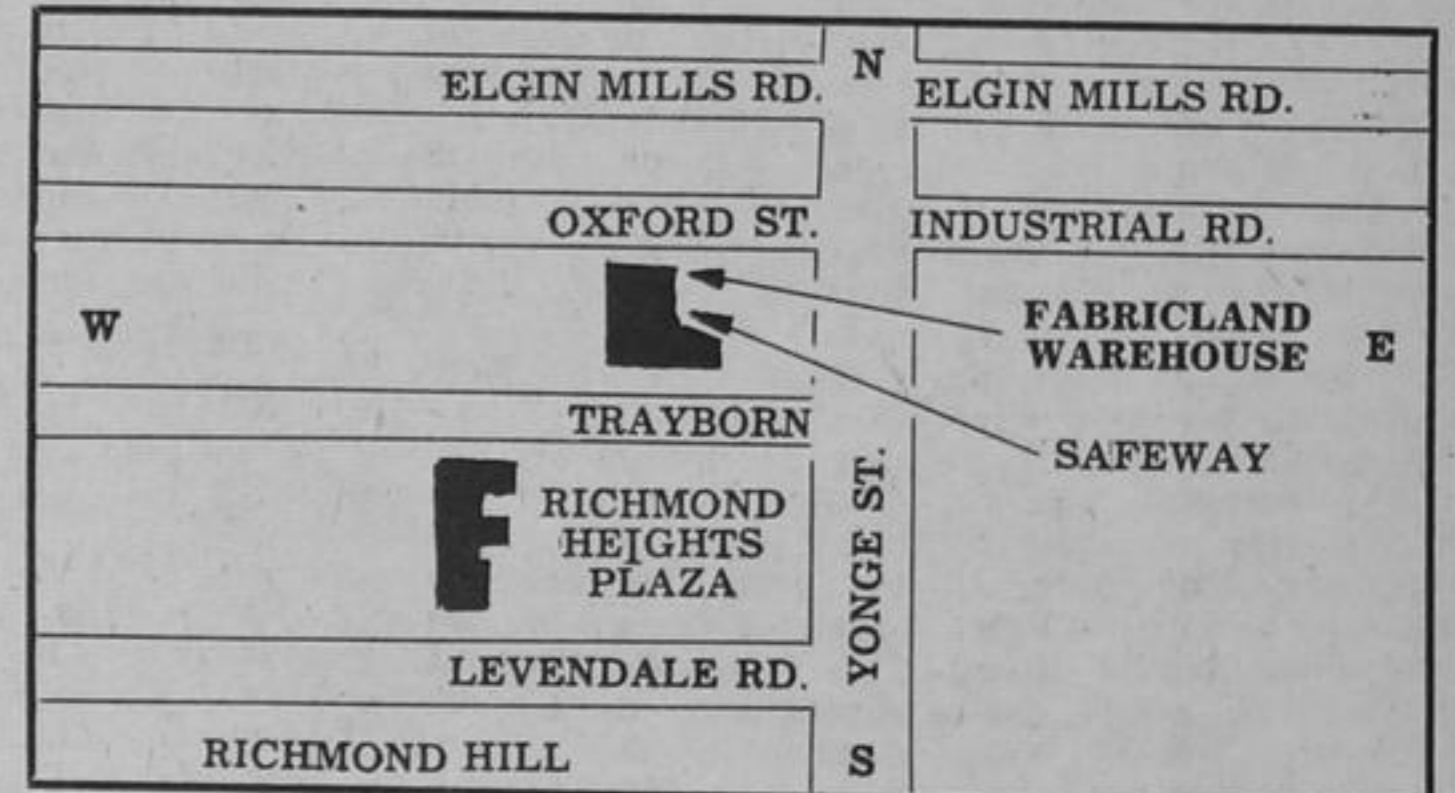 N
ELGIN MILLS RD.
ELGIN MILLS RD.
OXFORD ST.
INDUSTRIAL RD.
W
FABRICLAND
WAREHOUSE
E
TRAYBORN
SAFEWAY
RICHMOND
HEIGHTS
PLAZA
YONGE ST.
LEVENDALE RD.
RICHMOND HILL
S